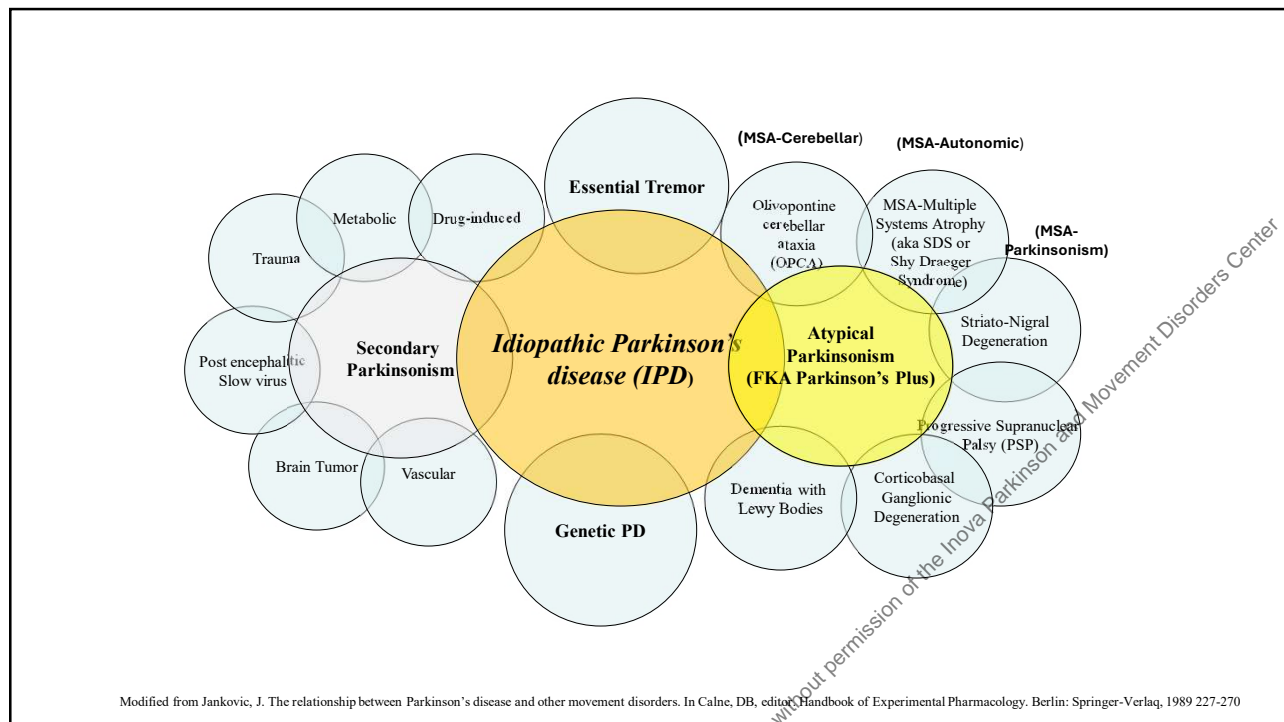 (MSA-Cerebellar)
(MSA-Autonomic)
(MSA-
Parkinsonism)
Essential Tremor
Metabolic
Drug-induced
Trauma
Olivopontine
cerebellar
ataxia
(OPCA)
MSA-Multiple
Systems Atrophy
(aka SDS or
Shy Draeger
Syndrome)
Striato-Nigral
Degeneration
Post encephalitic
Slow virus
Secondary
Parkinsonism
Idiopathic Parkinson's
disease (IPD)
Atypical
Parkinsonism
(FKA Parkinson's Plus)
Progressive Supranuclear
Palsy (PSP)
Brain Tumor
Vascular
Dementia with
Lewy Bodies
Corticobasal
Ganglionic
Degeneration
Genetic PD
without permission of the Inova Parkinson and Movement Disorders Center
Modified from Jankovic, J. The relationship between Parkinson's disease and other movement disorders. In Calne, DB, editor, Handbook of Experimental Pharmacology. Berlin: Springer-Verlaq, 1989 227-270